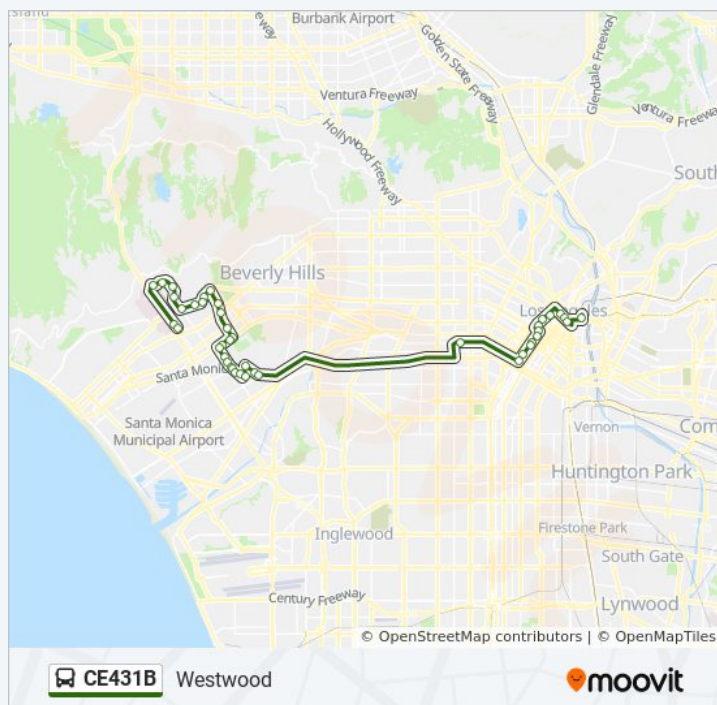 Burbank Airport
Ventura Freeway
Golden State Freeway
Glendale Freeway
Ventura Freeway
Hollywood Freeway
South
Beverly Hills
Los Angeles
Santa Monic
Santa Monica
Municipal Airport
Vernon
Com
Huntington Park
Inglewood
Firestone Park
South Gate
Century Freeway
Lynwood
© OpenStreetMap contributors | © OpenMapTiles
CE431B
Westwood
moovit